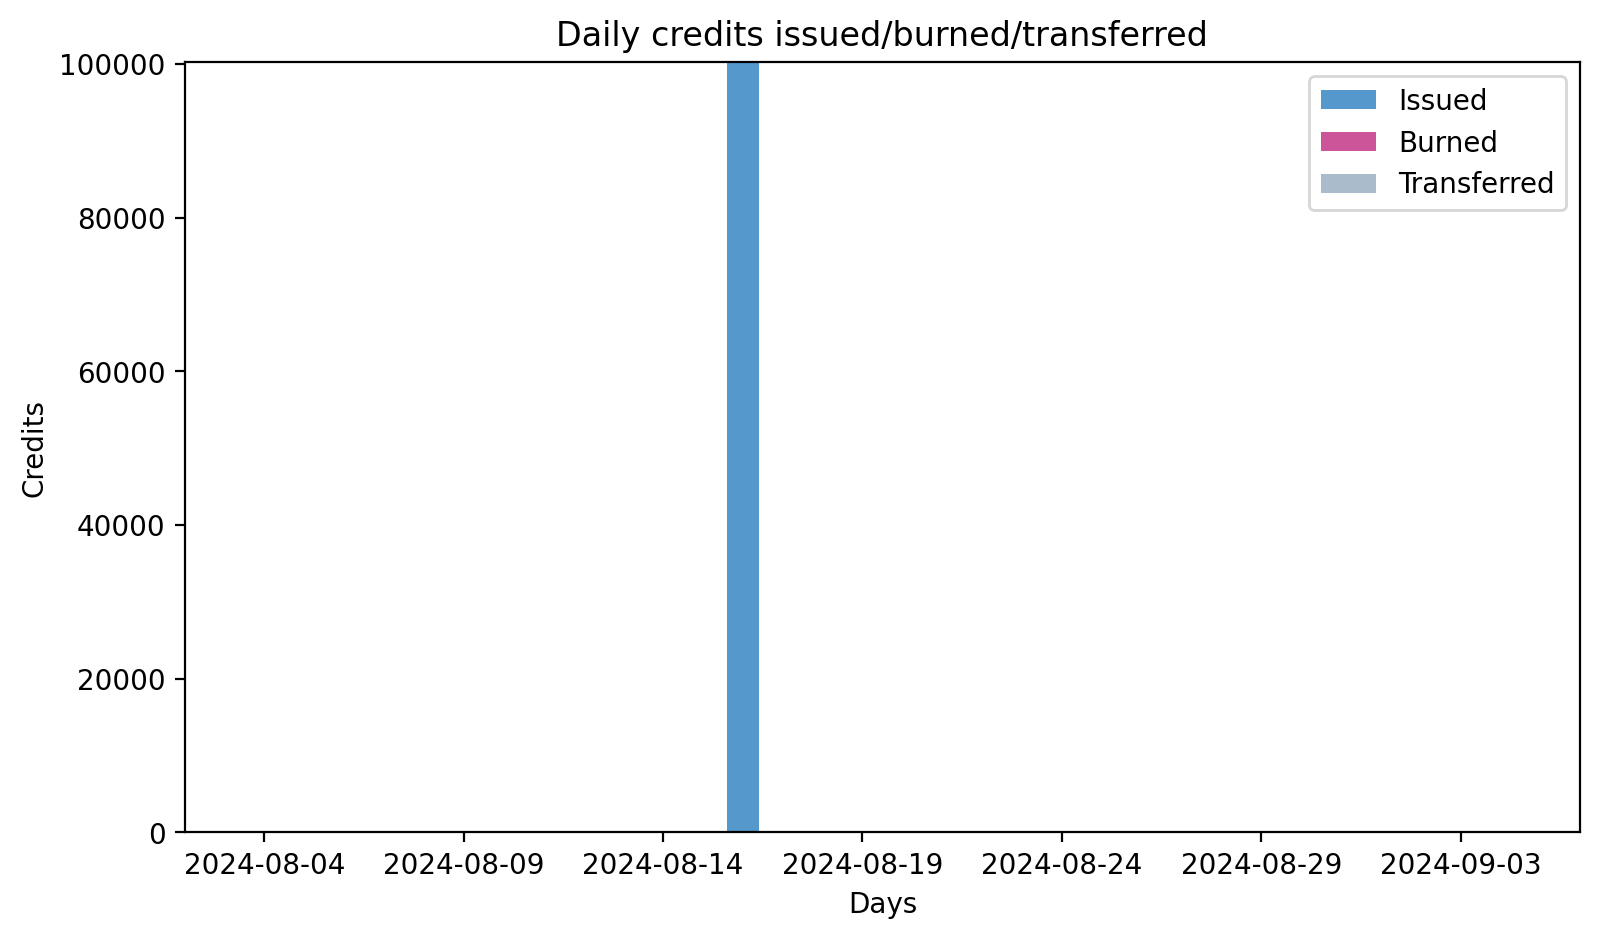 Daily credits issued/burned/transferred
100000
80000
60000
40000
20000
0
Credits
Issued
Burned
Transferred
2024-08-04 2024-08-09 2024-08-14 2024-08-19 2024-08-24 2024-08-29 2024-09-03
Days